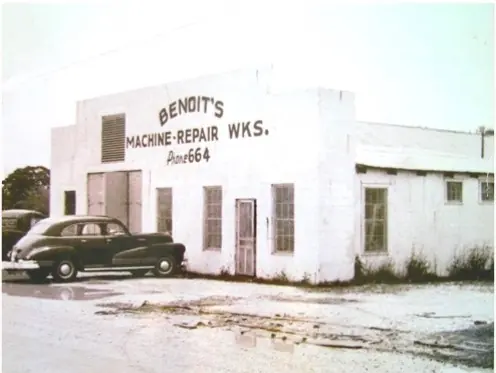 BENOIT'S
MACHINE-REPAIR WKS.
Phone 664